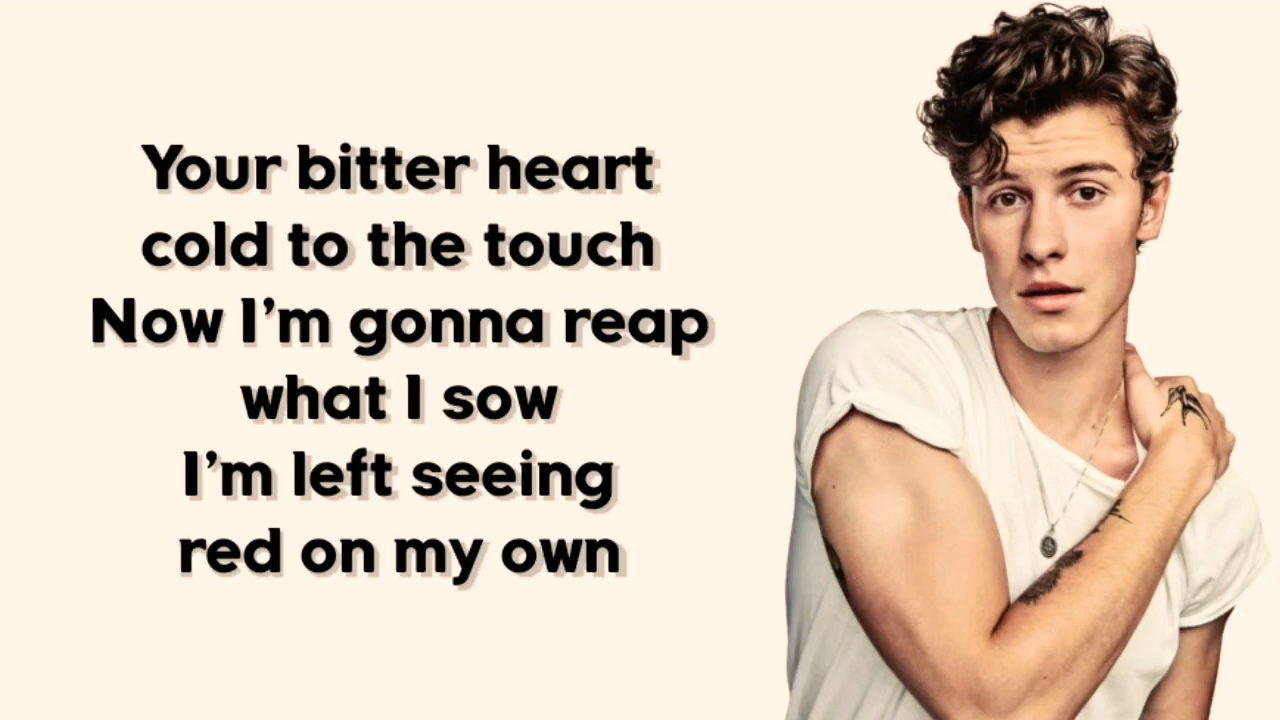 Your bitter heart
cold to the touch
Now I’m gonna reap
what I sow
I’m left seeing
red on my own